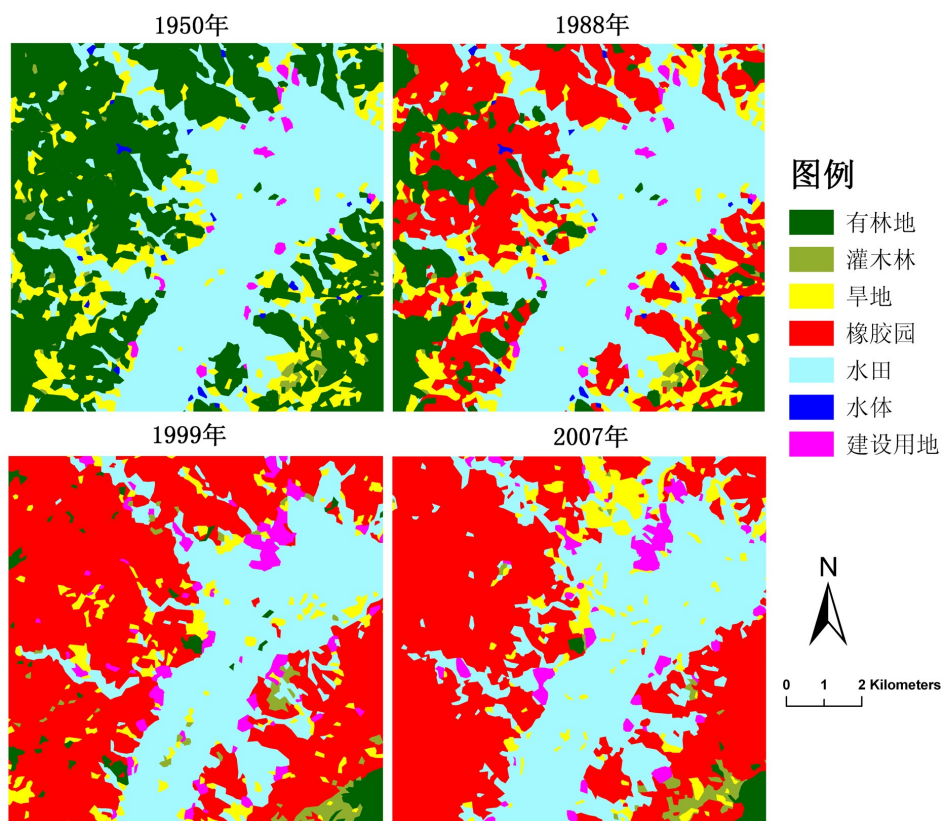 1950年
1988年
图例
有林地
灌木林
旱地
橡胶园
水田
水体
建设用地
1999年
2007年
N
0 1 2 Kilometers